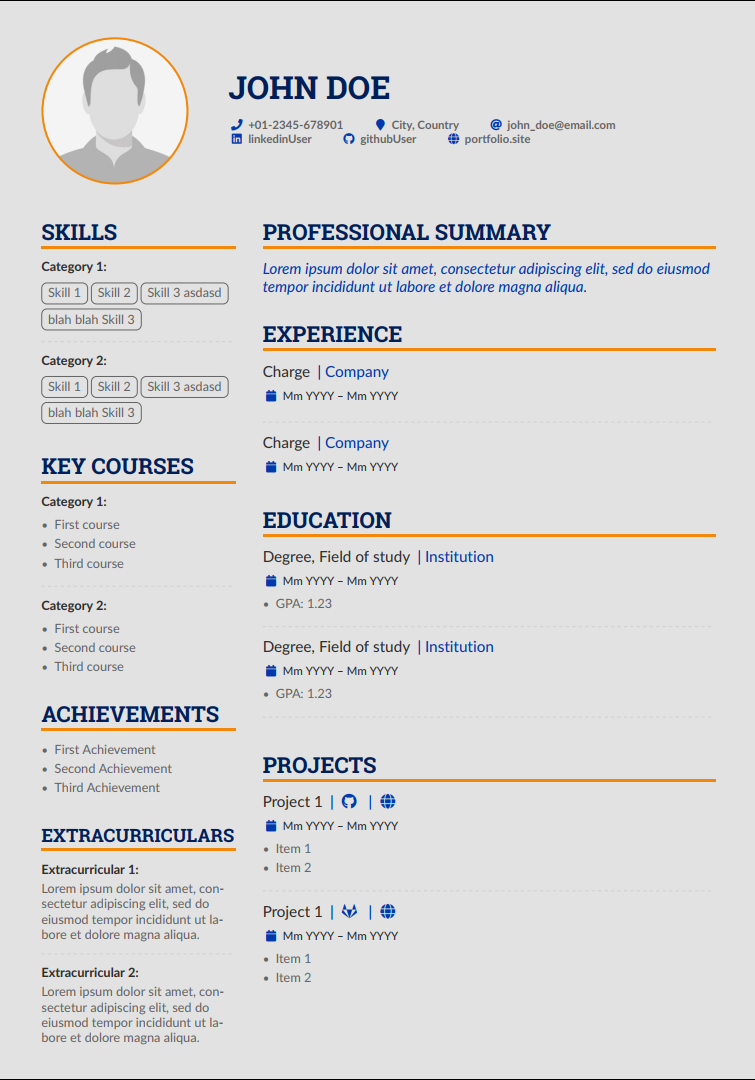 JOHN DOE
+01-2345-678901 City, Country john_doe@email.com
linkedinUser githubUser portfolio.site
SKILLS
Category 1:
Skill 1 Skill 2 Skill 3 asdasd
blah blah Skill 3
Category 2:
Skill 1 Skill 2 Skill 3 asdasd
blah blah Skill 3
KEY COURSES
Category 1:
• First course
• Second course
• Third course
Category 2:
• First course
• Second course
• Third course
ACHIEVEMENTS
• First Achievement
• Second Achievement
• Third Achievement
EXTRACURRICULARS
Extracurricular 1:
Lorem ipsum dolor sit amet, con-
sectetur adipiscing elit, sed do
eiusmod tempor incididunt ut la-
bore et dolore magna aliqua.
Extracurricular 2:
Lorem ipsum dolor sit amet, con-
sectetur adipiscing elit, sed do
eiusmod tempor incididunt ut la-
bore et dolore magna aliqua.
PROFESSIONAL SUMMARY
Lorem ipsum dolor sit amet, consectetur adipiscing elit, sed do eiusmod
tempor incididunt ut labore et dolore magna aliqua.
EXPERIENCE
Charge | Company
Mm YYYY – Mm YYYY
Charge | Company
Mm YYYY – Mm YYYY
EDUCATION
Degree, Field of study | Institution
Mm YYYY – Mm YYYY
• GPA: 1.23
Degree, Field of study | Institution
Mm YYYY – Mm YYYY
• GPA: 1.23
PROJECTS
Project 1 | |
Mm YYYY – Mm YYYY
• Item 1
• Item 2
Project 1 | |
Mm YYYY – Mm YYYY
• Item 1
• Item 2